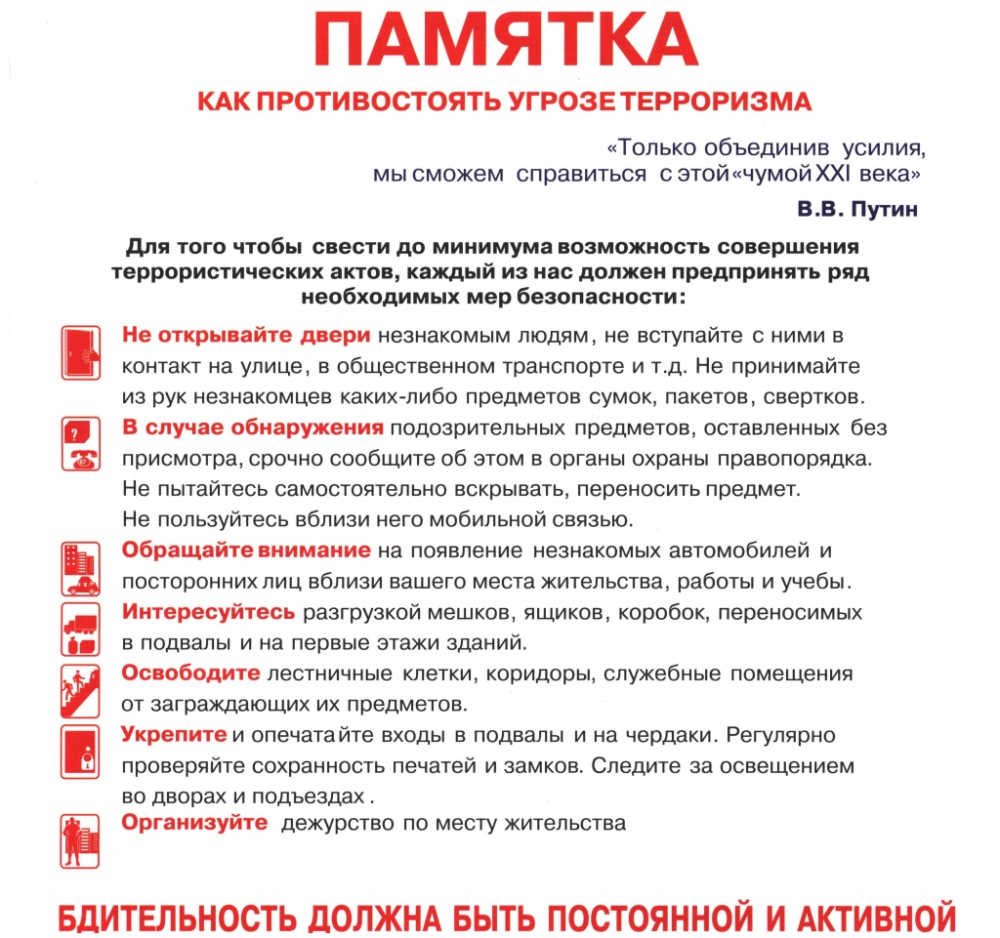 ПАМЯТКА
КАК ПРОТИВОСТОЯТЬ УГРОЗЕ ТЕРРОРИЗМА
«Только объединив усилия,
мы сможем справиться с этой «чумой XXI века»
В.В. Путин
Для того чтобы свести до минимума возможность совершения
террористических актов, каждый из нас должен предпринять ряд
необходимых мер безопасности:
Не открывайте двери незнакомым людям, не вступайте с ними в
контакт на улице, в общественном транспорте и т.д. Не принимайте
из рук незнакомцев каких-либо предметов сумок, пакетов, свертков.
?
В случае обнаружения подозрительных предметов, оставленных без
присмотра, срочно сообщите об этом в органы охраны правопорядка.
Не пытайтесь самостоятельно вскрывать, переносить предмет.
Не пользуйтесь вблизи него мобильной связью.
Обращайте внимание на появление незнакомых автомобилей и
посторонних лиц вблизи вашего места жительства, работы и учебы.
Интересуйтесь разгрузкой мешков, ящиков, коробок, переносимых
в подвалы и на первые этажи зданий.
Освободите лестничные клетки, коридоры, служебные помещения
от заграждающих их предметов.
Укрепите и опечатайте входы в подвалы и на чердаки. Регулярно
проверяйте сохранность печатей и замков. Следите за освещением
во дворах и подъездах .
Организуйте дежурство по месту жительства
БДИТЕЛЬНОСТЬ ДОЛЖНА БЫТЬ ПОСТОЯННОЙ И АКТИВНОЙ